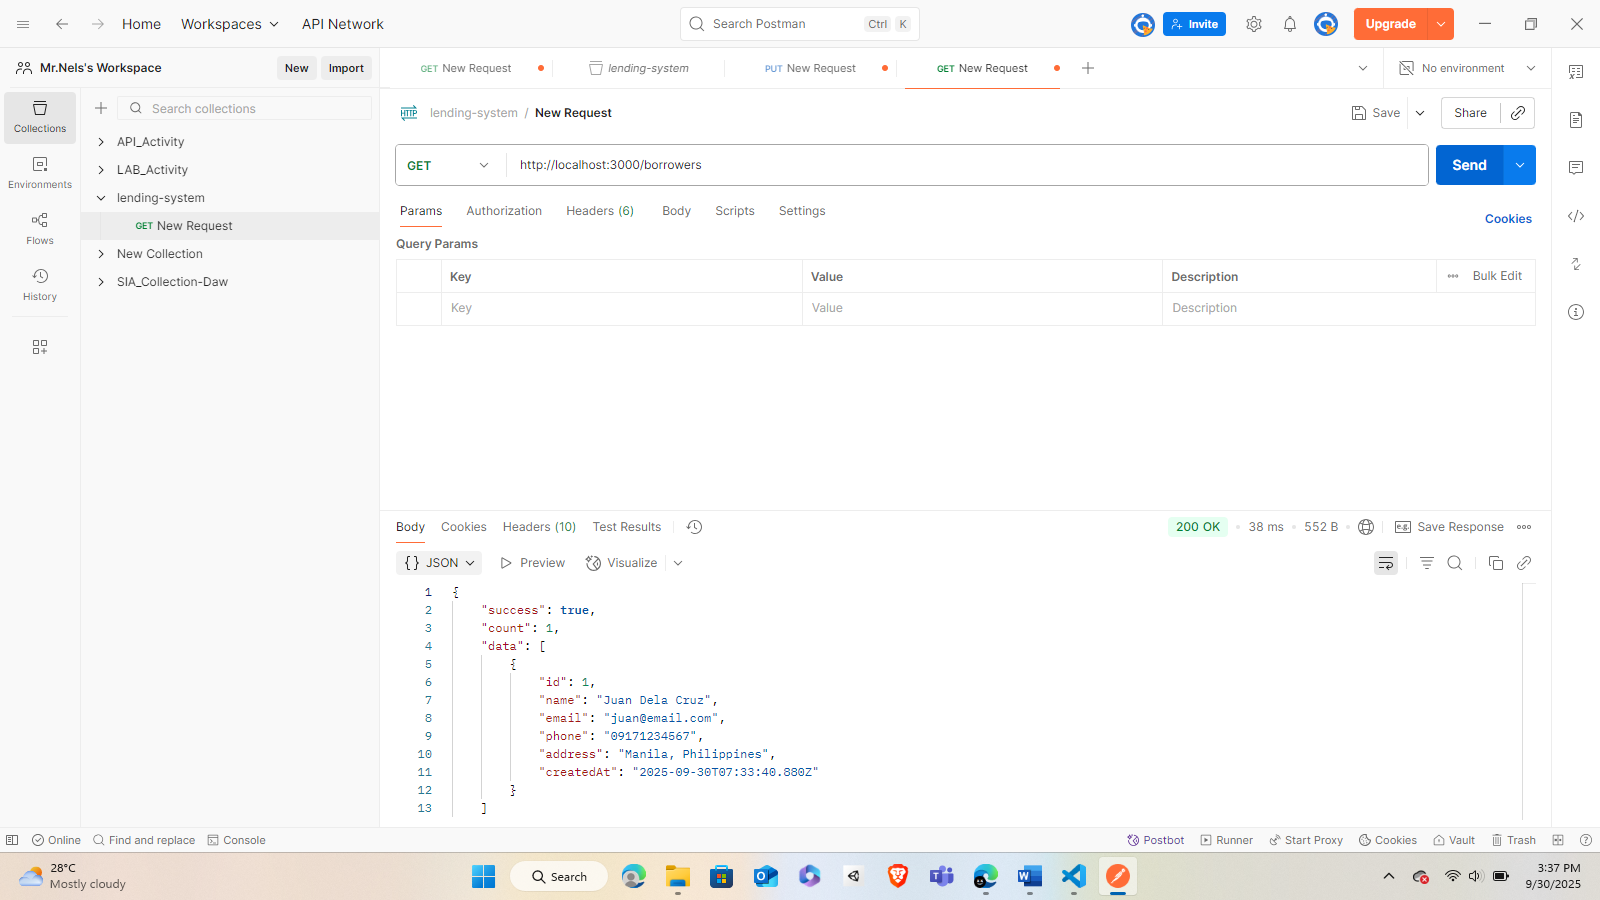 Home Workspaces API Network Search Postman Ctrl K Invite Upgrade
Mr.Nels's Workspace New Import
GET New Request lending-system PUT New Request GET New Request No environment
Collections
Environments
Flows
History
Search collections
API_Activity
LAB_Activity
lending-system
GET New Request
New Collection
SIA_Collection-Daw
HTTP lending-system / New Request Save Share
GET http://localhost:3000/borrowers Send
Params Authorization Headers (6) Body Scripts Settings Cookies
Query Params
Key Value Description Bulk Edit
Key Value Description
Body Cookies Headers (10) Test Results 200 OK 38 ms 552 B e.g. Save Response
{} JSON Preview Visualize
1 {
2 "success": true,
3 "count": 1,
4 "data": [
5 {
6 "id": 1,
7 "name": "Juan Dela Cruz",
8 "email": "juan@email.com",
9 "phone": "09171234567",
10 "address": "Manila, Philippines",
11 "createdAt": "2025-09-30T07:33:40.880Z"
12 }
13 ]
Online Find and replace Console Postbot Runner Start Proxy Cookies Vault Trash
28°C
Mostly cloudy
Search
3:37 PM
9/30/2025